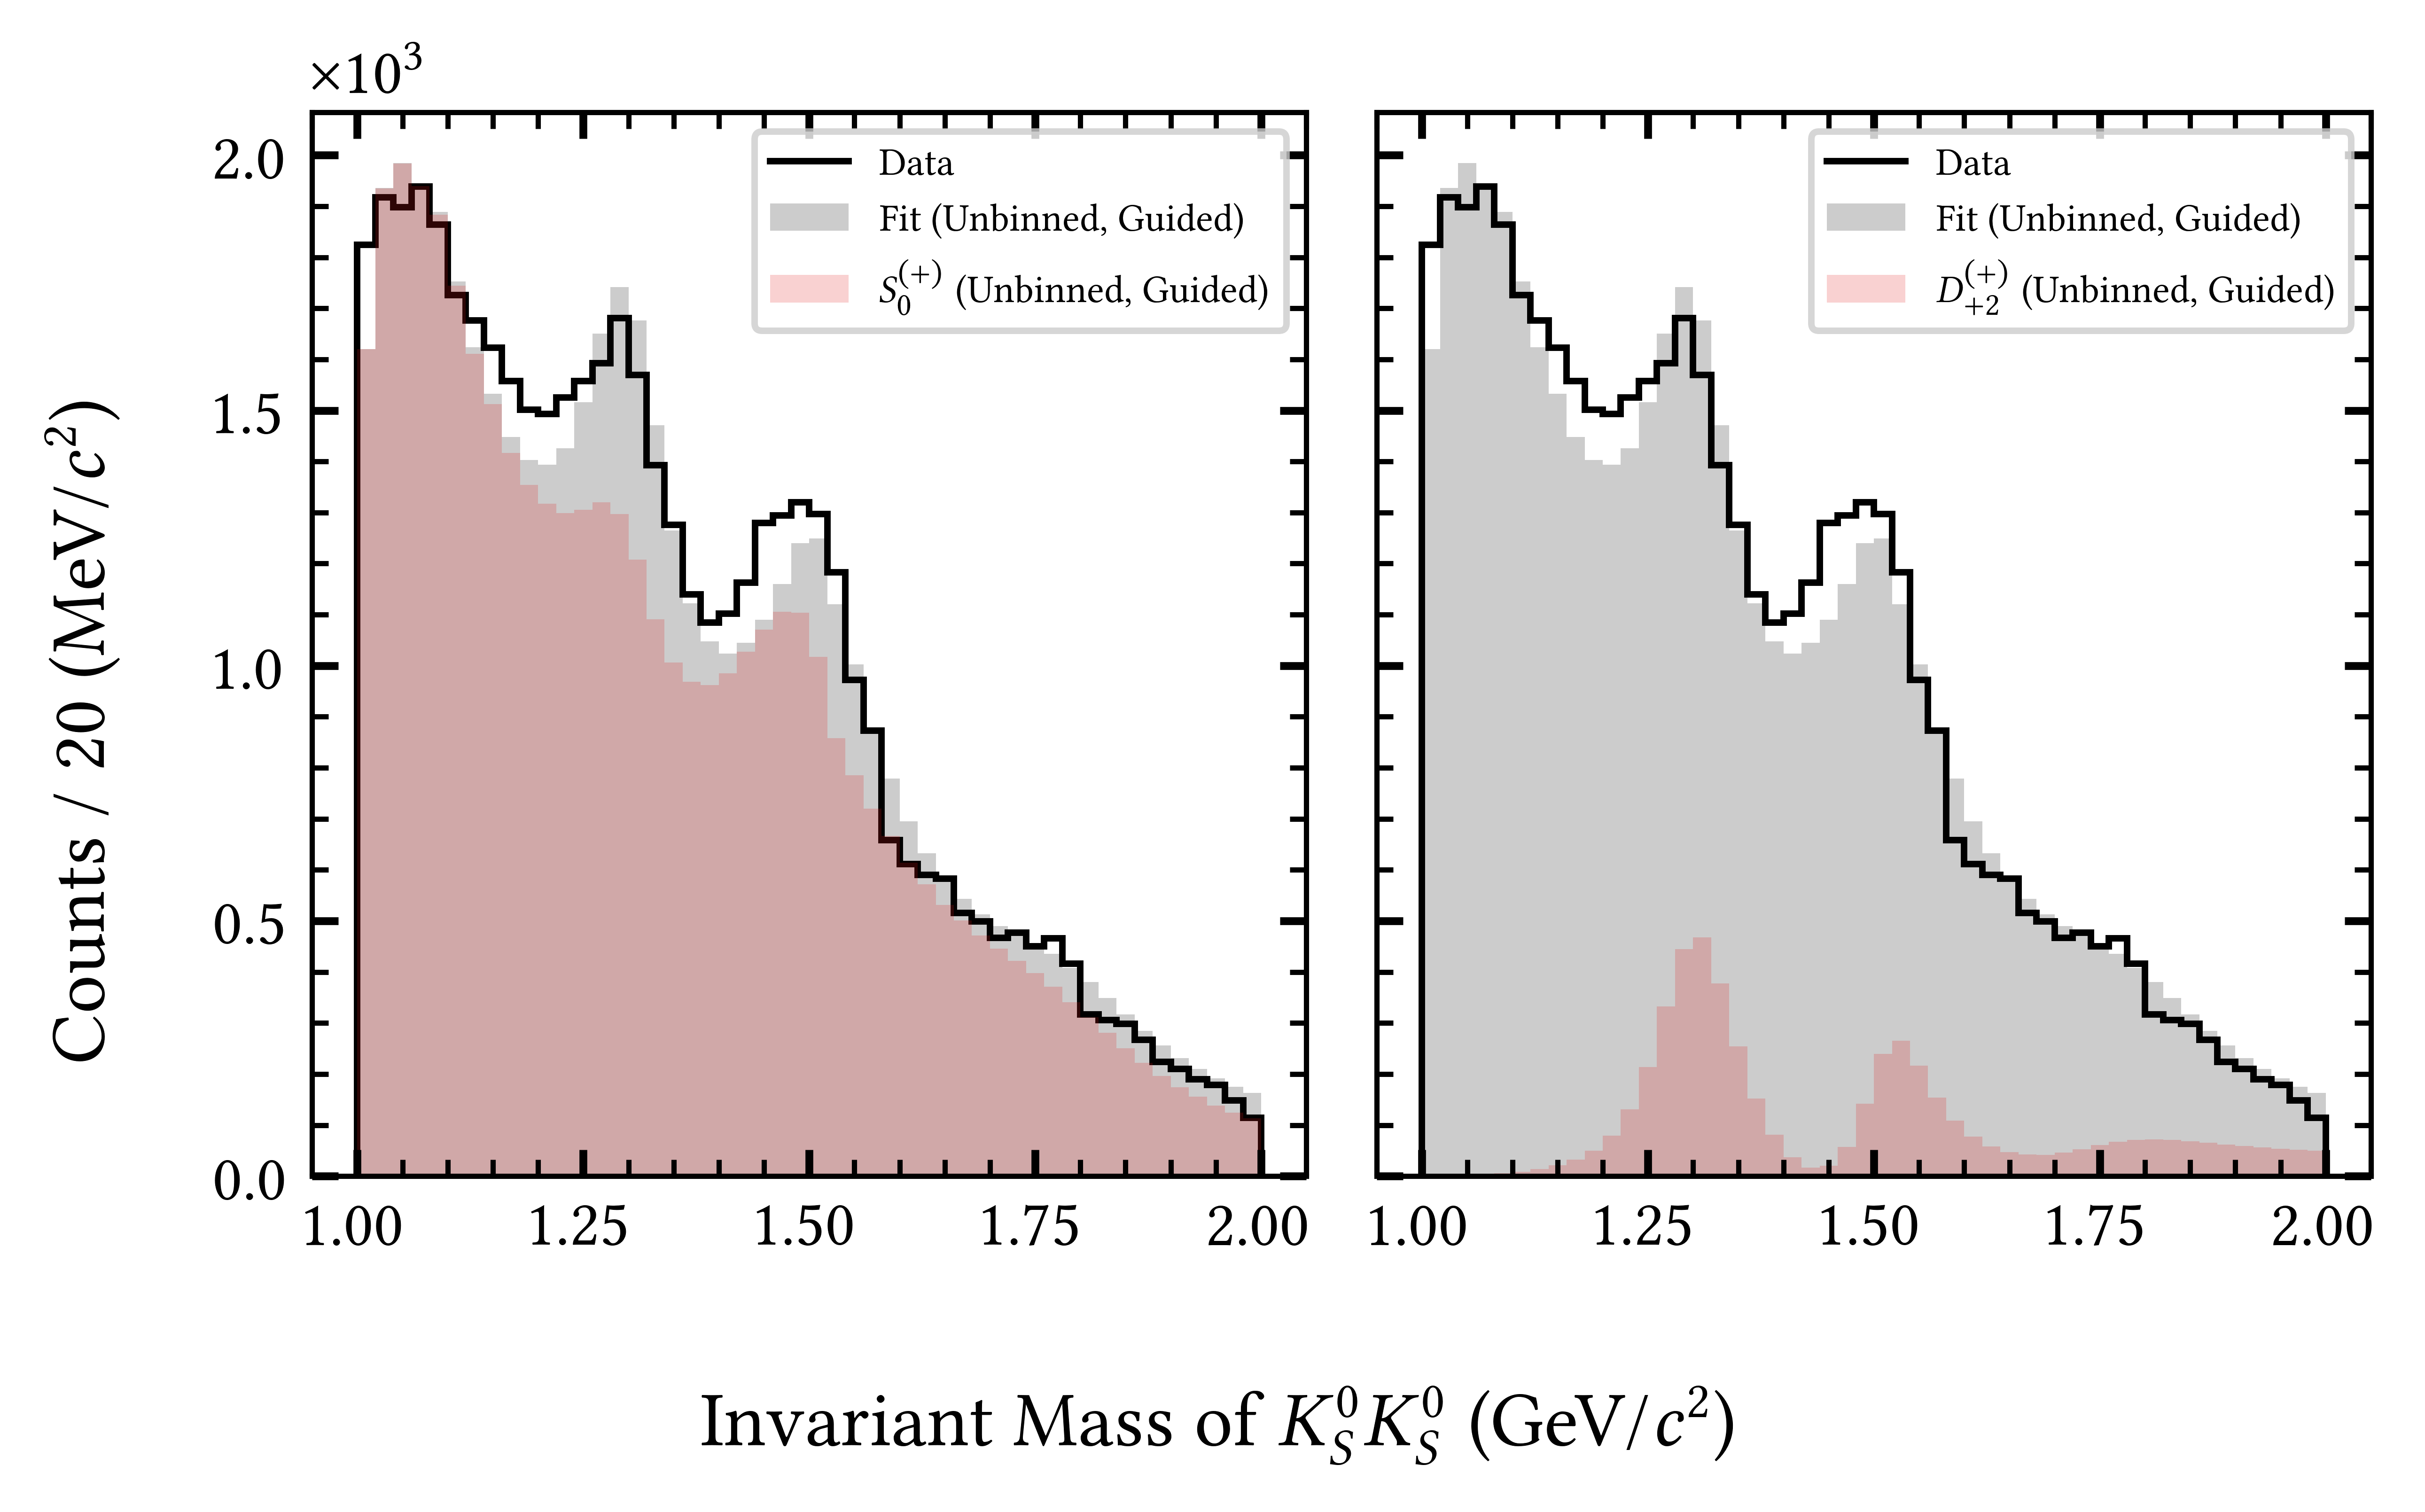 ×10³
Counts / 20 (MeV/c²)
2.0
1.5
1.0
0.5
0.0
Data
Fit (Unbinned, Guided)
S₀⁽⁺⁾ (Unbinned, Guided)
1.00 1.25 1.50 1.75 2.00
Data
Fit (Unbinned, Guided)
D₊₂⁽⁺⁾ (Unbinned, Guided)
1.00 1.25 1.50 1.75 2.00
Invariant Mass of K_S⁰K_S⁰ (GeV/c²)